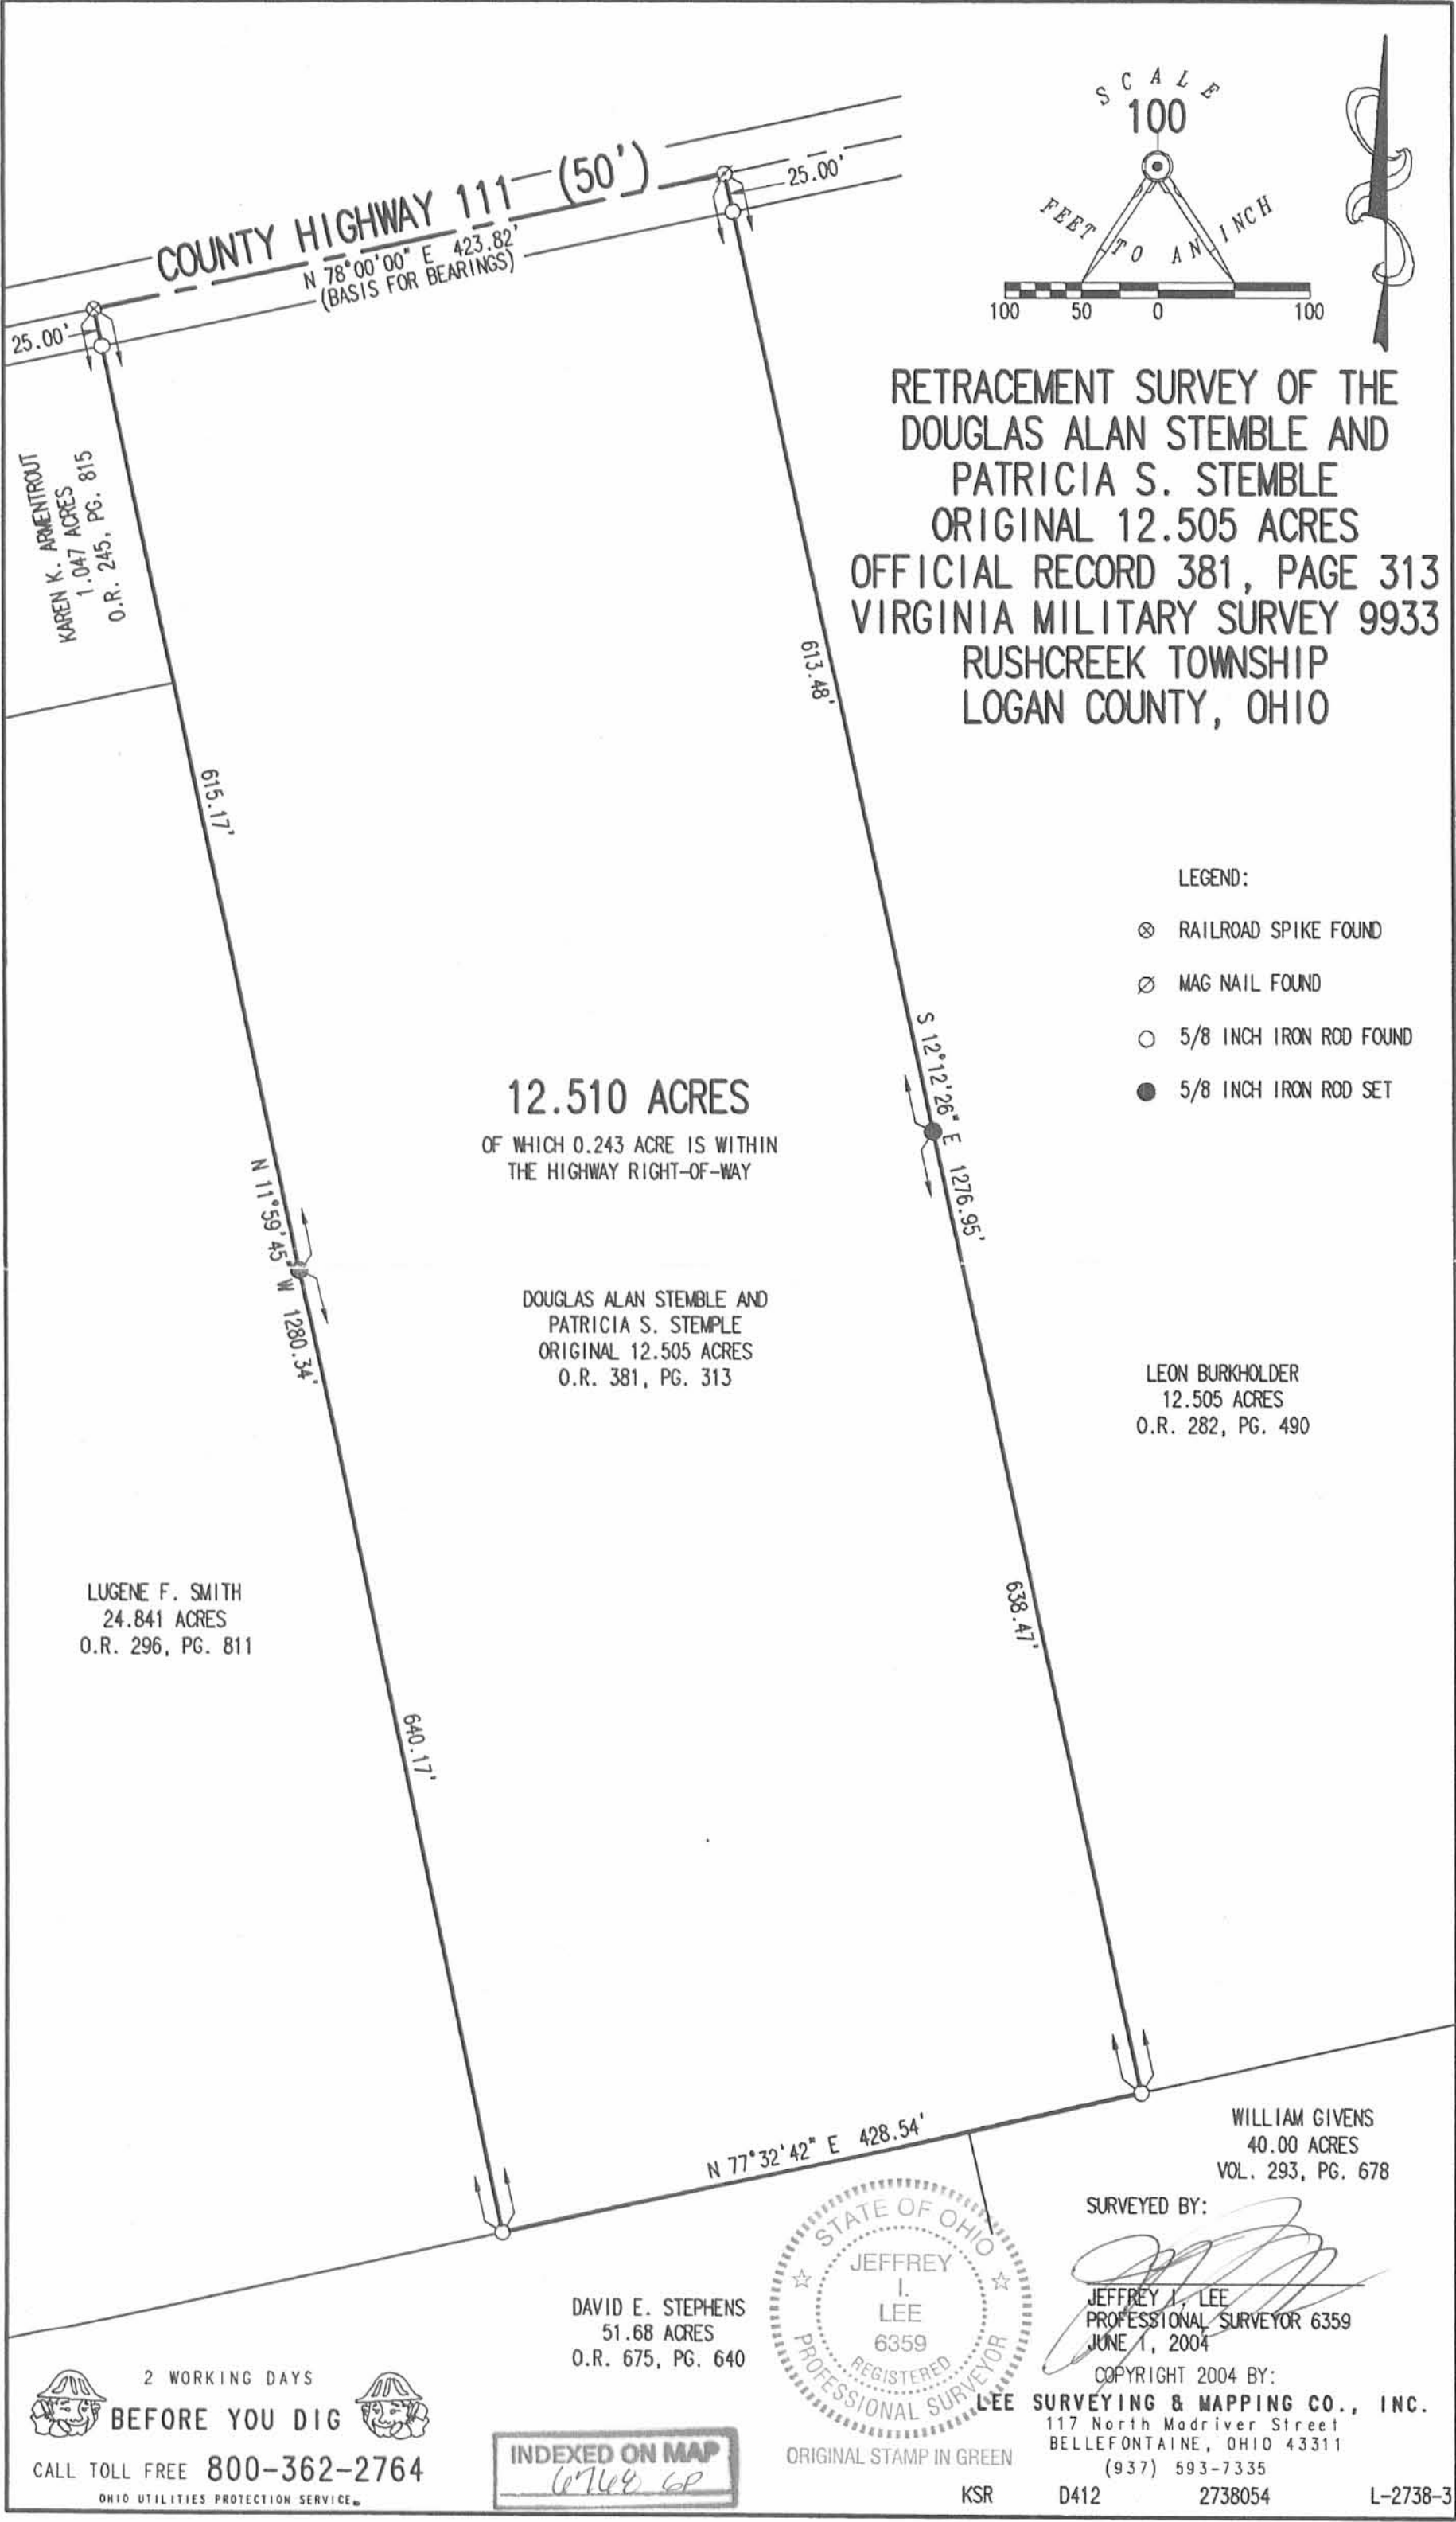 SCALE
100
FEET TO AN INCH
100 50 0 100
COUNTY HIGHWAY 111 (50')
N 78°00'00" E 423.82'
(BASIS FOR BEARINGS)
25.00'
25.00'
RETRACEMENT SURVEY OF THE
DOUGLAS ALAN STEMBLE AND
PATRICIA S. STEMBLE
ORIGINAL 12.505 ACRES
OFFICIAL RECORD 381, PAGE 313
VIRGINIA MILITARY SURVEY 9933
RUSHCREEK TOWNSHIP
LOGAN COUNTY, OHIO
KAREN K. ARMENTROUT
1.047 ACRES
O.R. 245, PG. 815
613.48'
615.17'
LEGEND:
RAILROAD SPIKE FOUND
MAG NAIL FOUND
5/8 INCH IRON ROD FOUND
5/8 INCH IRON ROD SET
S 12°12'26" E 1276.95'
12.510 ACRES
OF WHICH 0.243 ACRE IS WITHIN
THE HIGHWAY RIGHT-OF-WAY
N 11°59'45" W 1280.34'
DOUGLAS ALAN STEMBLE AND
PATRICIA S. STEMPLE
ORIGINAL 12.505 ACRES
O.R. 381, PG. 313
LEON BURKHOLDER
12.505 ACRES
O.R. 282, PG. 490
LUGENE F. SMITH
24.841 ACRES
O.R. 296, PG. 811
638.47'
640.17'
N 77°32'42" E 428.54'
WILLIAM GIVENS
40.00 ACRES
VOL. 293, PG. 678
DAVID E. STEPHENS
51.68 ACRES
O.R. 675, PG. 640
STATE OF OHIO
JEFFREY
I.
LEE
6359
REGISTERED
PROFESSIONAL SURVEYOR
ORIGINAL STAMP IN GREEN
SURVEYED BY:
JEFFREY I. LEE
PROFESSIONAL SURVEYOR 6359
JUNE 1, 2004
COPYRIGHT 2004 BY:
LEE SURVEYING & MAPPING CO., INC.
117 North Madriver Street
BELLEFONTAINE, OHIO 43311
(937) 593-7335
2 WORKING DAYS
BEFORE YOU DIG
CALL TOLL FREE 800-362-2764
OHIO UTILITIES PROTECTION SERVICE
INDEXED ON MAP
6768 GP
KSR D412 2738054 L-2738-3